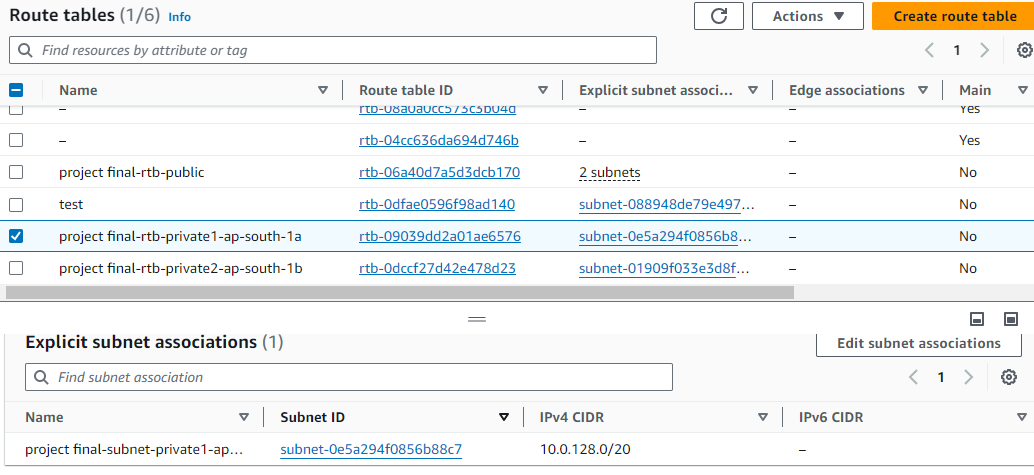 Route tables (1/6) Info Actions Create route table
Find resources by attribute or tag 1
Name Route table ID Explicit subnet associ... Edge associations Main
– rtb-08a0a0cc573c3b04d – – Yes
– rtb-04cc636da694d746b – – Yes
project final-rtb-public rtb-06a40d7a5d3dcb170 2 subnets – No
test rtb-0dfae0596f98ad140 subnet-088948de79e497... – No
project final-rtb-private1-ap-south-1a rtb-09039dd2a01ae6576 subnet-0e5a294f0856b8... – No
project final-rtb-private2-ap-south-1b rtb-0dccf27d42e478d23 subnet-01909f033e3d8f... – No
Explicit subnet associations (1) Edit subnet associations
Find subnet association 1
Name Subnet ID IPv4 CIDR IPv6 CIDR
project final-subnet-private1-ap... subnet-0e5a294f0856b88c7 10.0.128.0/20 –